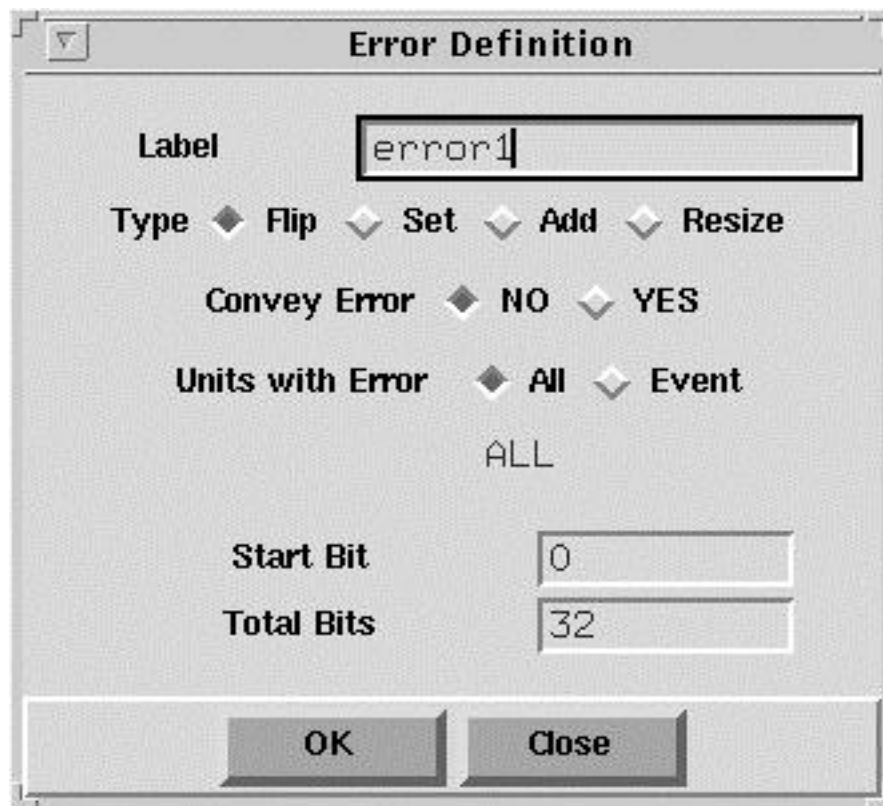 Error Definition
Label error1
Type Flip Set Add Resize
Convey Error NO YES
Units with Error All Event
ALL
Start Bit 0
Total Bits 32
OK Close